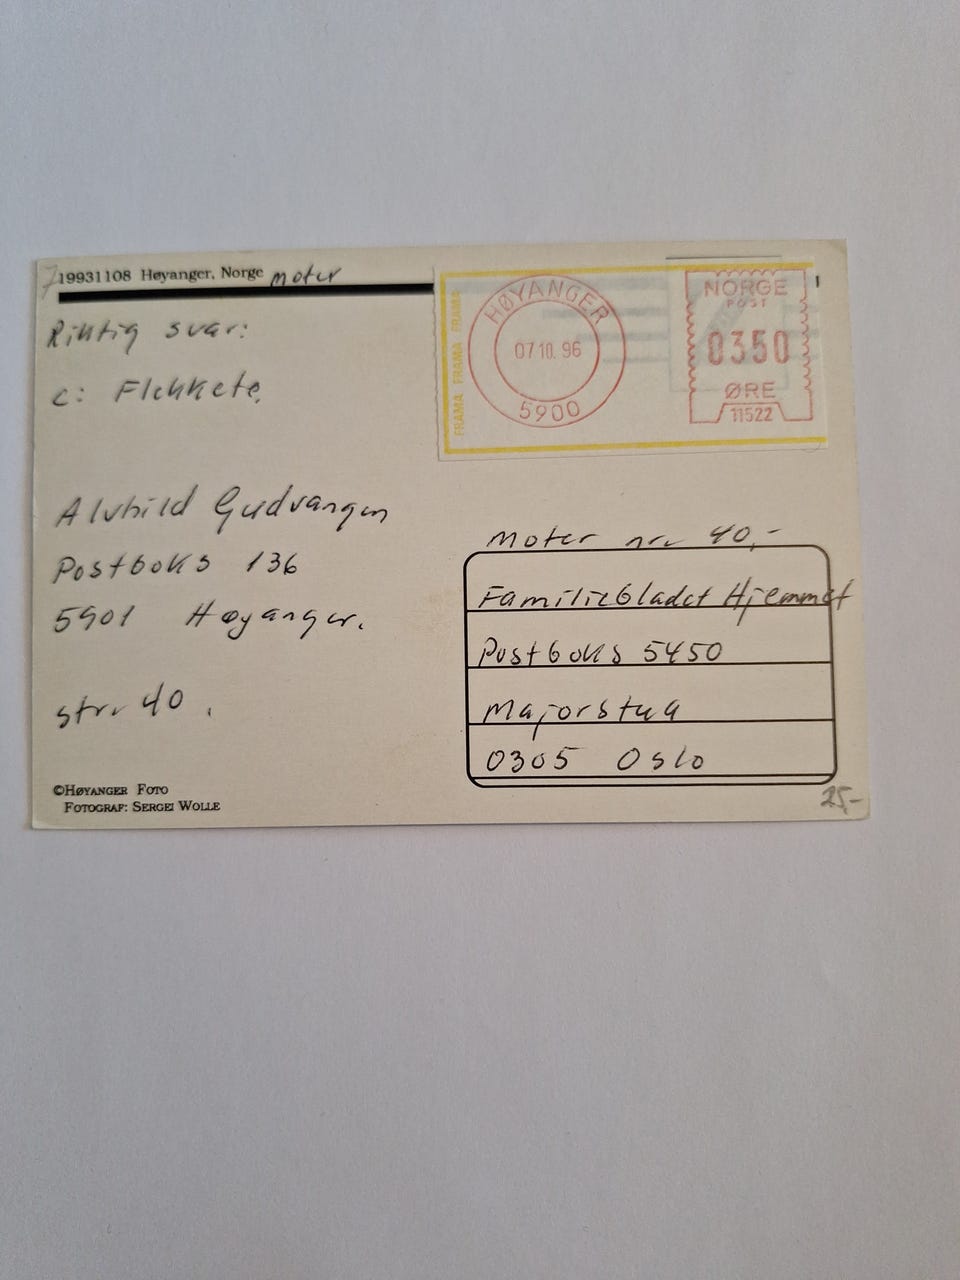 719931108 Høyanger, Norge moter
Riktig svar:
c: Flekkete.
Alvhild Gudvangen
Postboks 136
5901 Høyanger.
str. 40.
©HØYANGER FOTO
FOTOGRAF: SERGEI WOLLE
FRAMA FRAMA FRAMA
HØYANGER
07.10.96
5900
NORGE
POST
0350
ØRE
11522
Moter nr. 40,-
Familiebladet Hjemmet
Postboks 5450
Majorstua
0305 Oslo
25,-